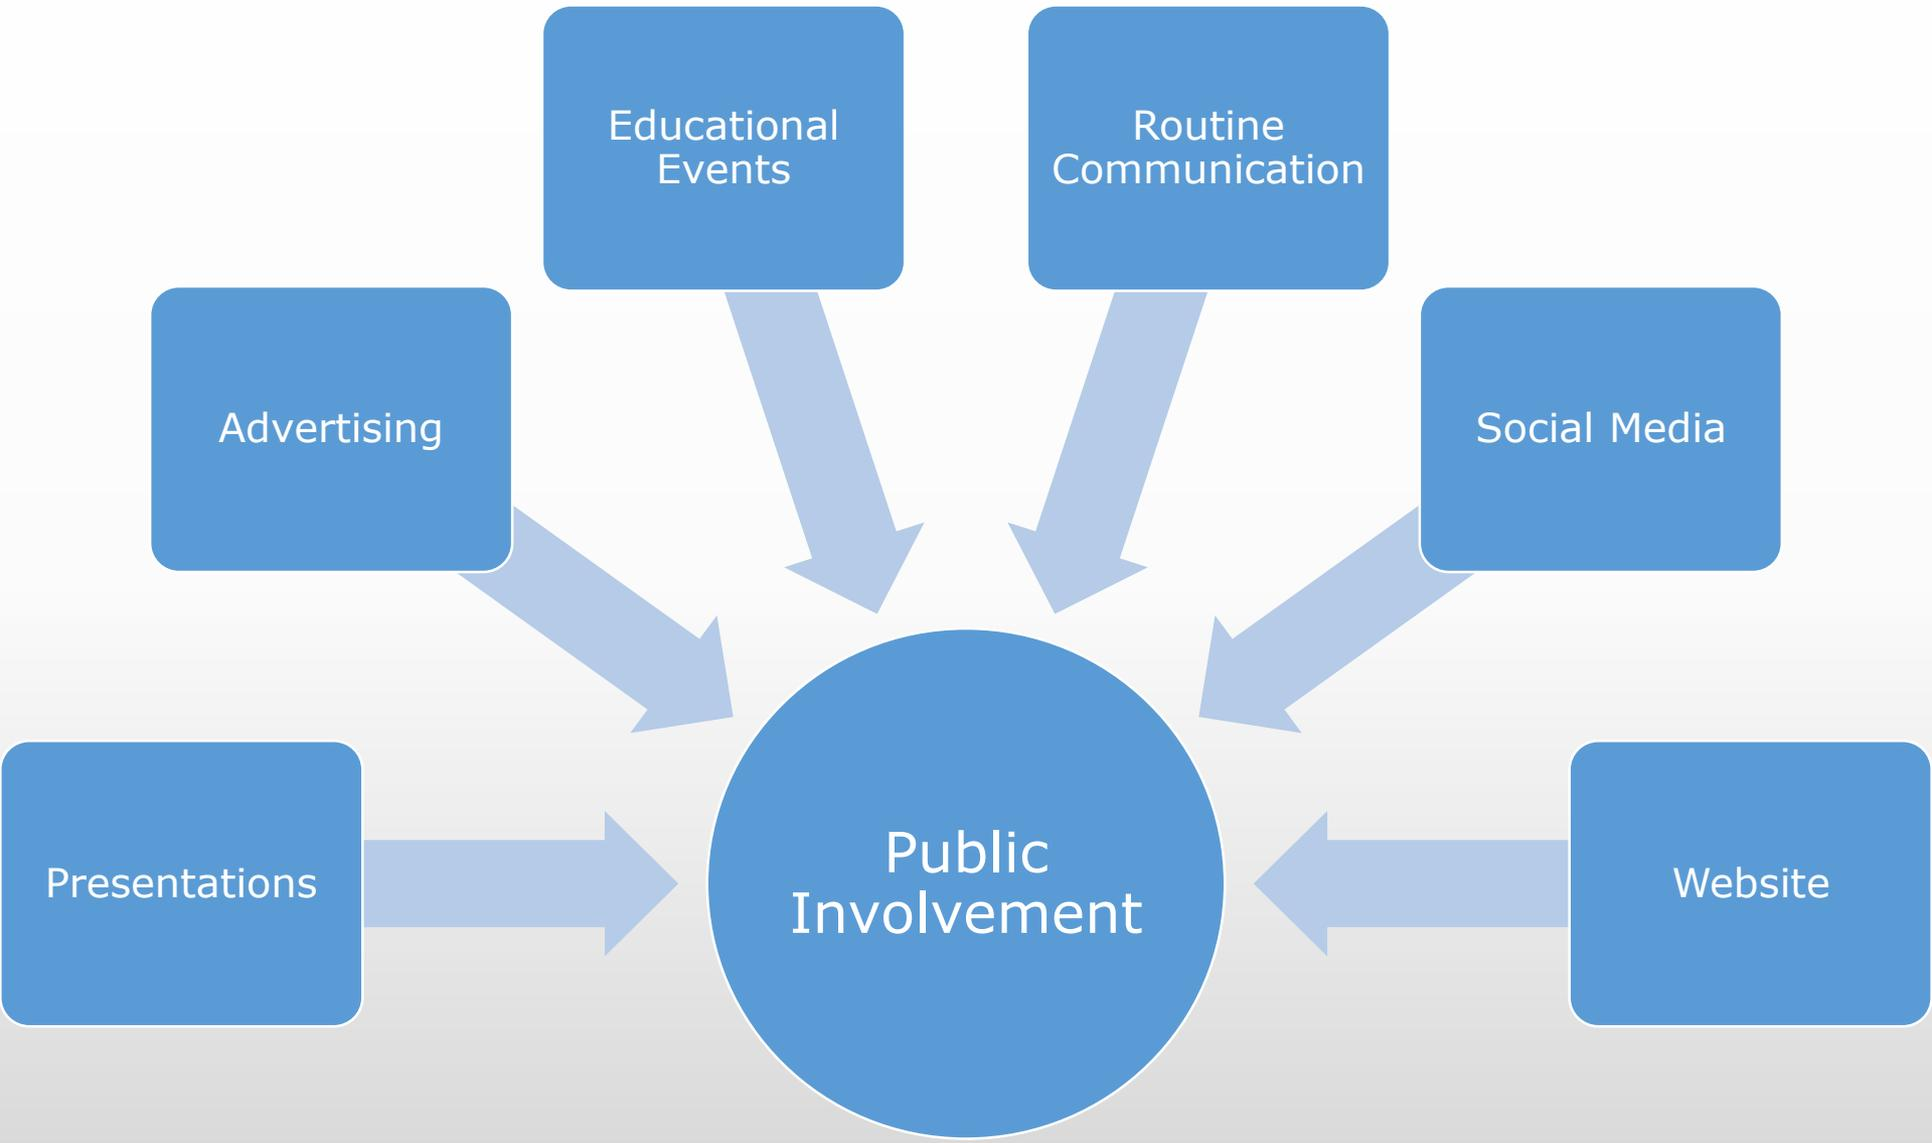 Educational
Events
Routine
Communication
Advertising
Social Media
Presentations
Public
Involvement
Website